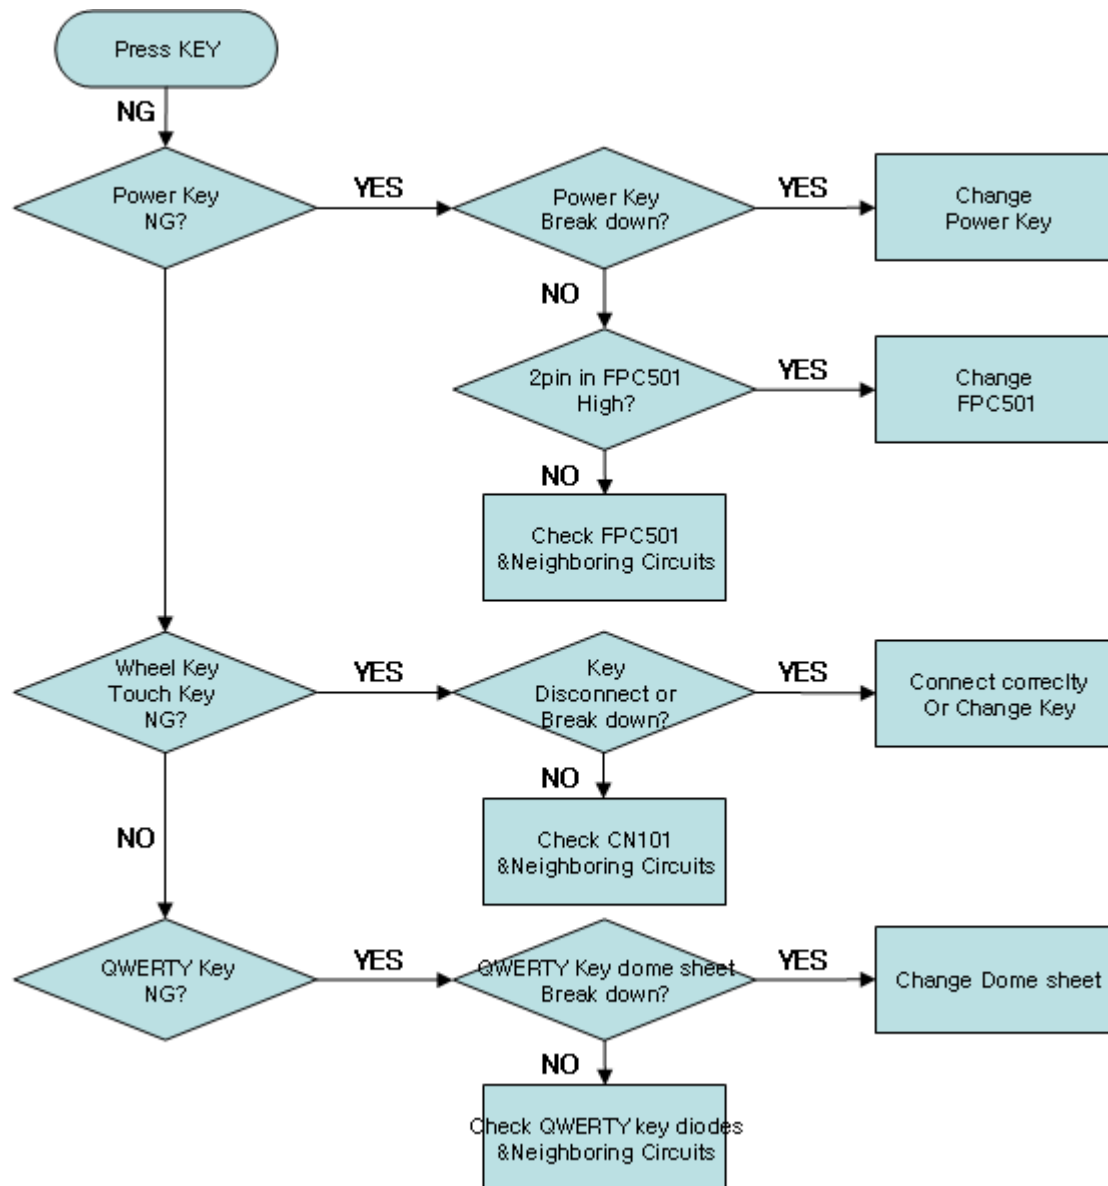 Press KEY
NG
Power Key
NG?
YES
Power Key
Break down?
YES
Change
Power Key
NO
2pin in FPC501
High?
YES
Change
FPC501
NO
Check FPC501
&Neighboring Circuits
Wheel Key
Touch Key
NG?
YES
Key
Disconnect or
Break down?
YES
Connect correclty
Or Change Key
NO
Check CN101
&Neighboring Circuits
NO
QWERTY Key
NG?
YES
QWERTY Key dome sheet
Break down?
YES
Change Dome sheet
NO
Check QWERTY key diodes
&Neighboring Circuits